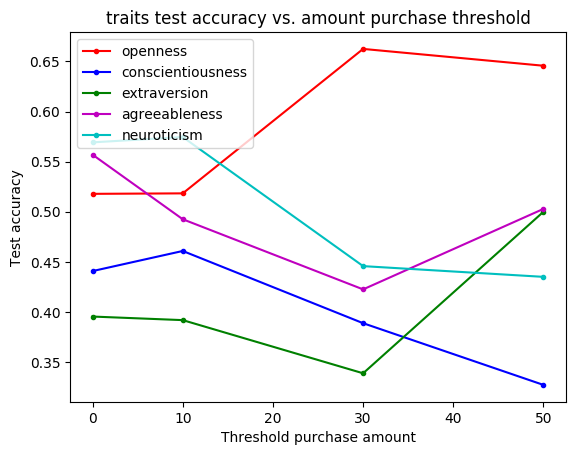 traits test accuracy vs. amount purchase threshold
openness
conscientiousness
extraversion
agreeableness
neuroticism
Test accuracy
0.65
0.60
0.55
0.50
0.45
0.40
0.35
0 10 20 30 40 50
Threshold purchase amount